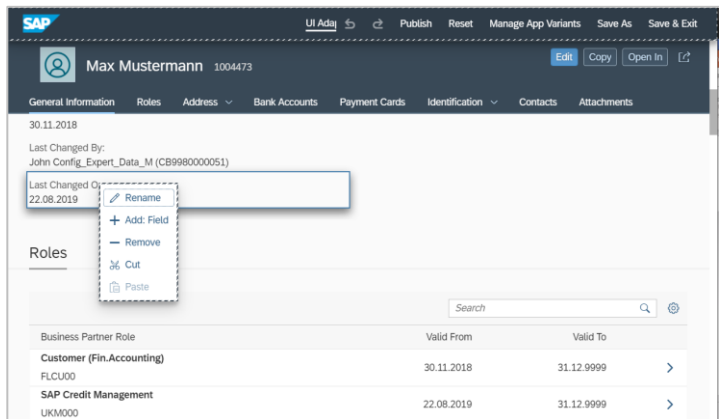 SAP UI Adap Publish Reset Manage App Variants Save As Save & Exit
Max Mustermann 1004473 Edit Copy Open In
General Information Roles Address Bank Accounts Payment Cards Identification Contacts Attachments
30.11.2018
Last Changed By:
John Config_Expert_Data_M (CB9980000051)
Last Changed O
22.08.2019
Rename
Add: Field
Remove
Cut
Paste
Roles
Search
Business Partner Role Valid From Valid To
Customer (Fin.Accounting)
FLCU00 30.11.2018 31.12.9999
SAP Credit Management
UKM000 22.08.2019 31.12.9999